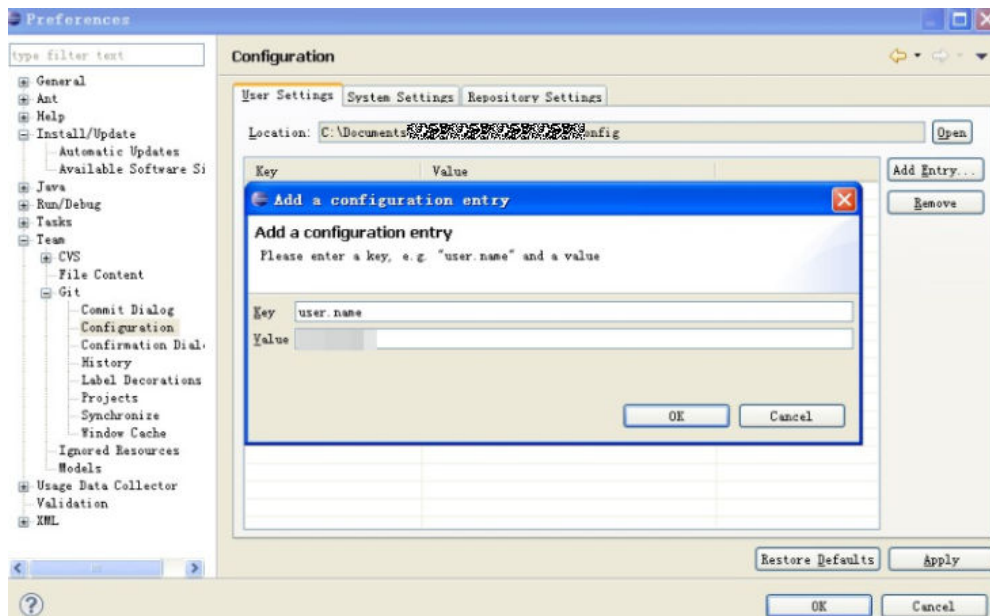 Preferences
type filter text
General
Ant
Help
Install/Update
Automatic Updates
Available Software Si
Java
Run/Debug
Tasks
Team
CVS
File Content
Git
Commit Dialog
Configuration
Confirmation Dial
History
Label Decorations
Projects
Synchronize
Window Cache
Ignored Resources
Models
Usage Data Collector
Validation
XML
Configuration
User Settings System Settings Repository Settings
Location: C:\Documents onfig Open
Key Value Add Entry...
Remove
Add a configuration entry
Add a configuration entry
Please enter a key, e.g. "user.name" and a value
Key user.name
Value
OK Cancel
Restore Defaults Apply
OK Cancel